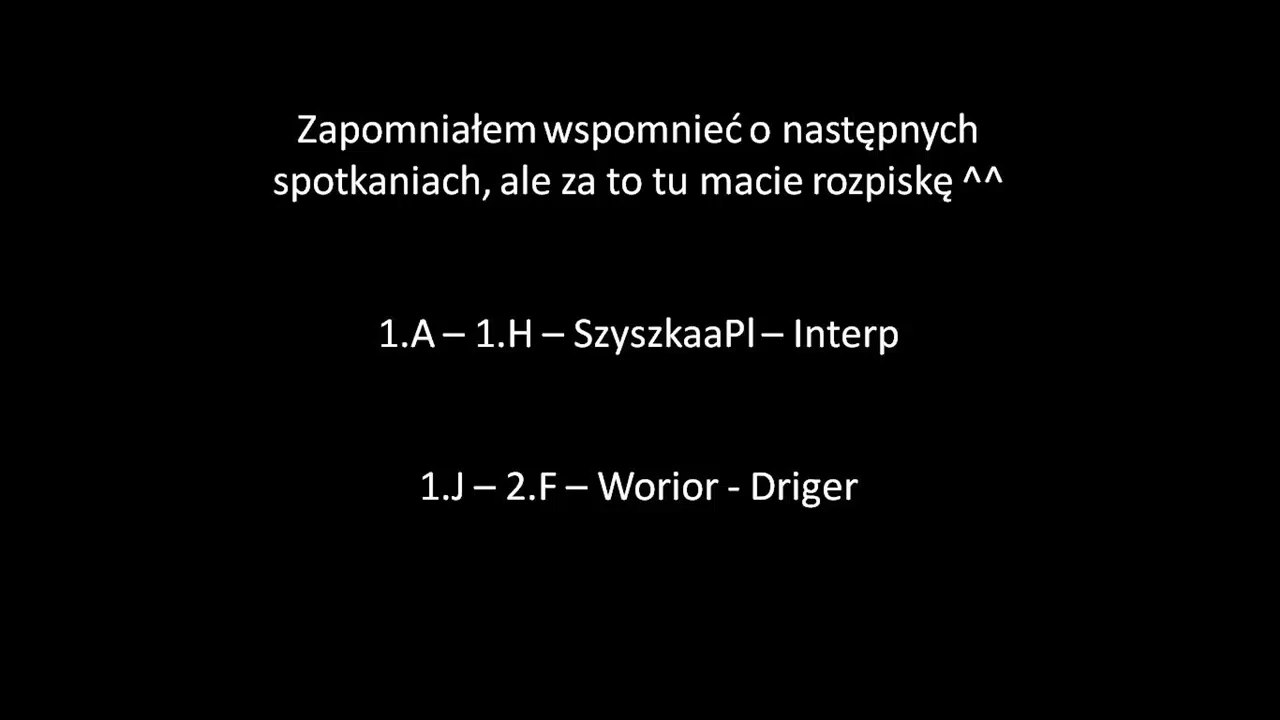 Zapomniałem wspomnieć o następnych
spotkaniach, ale za to tu macie rozpiskę ^^
1.A – 1.H – SzyszkaaPl – Interp
1.J – 2.F – Worior - Driger